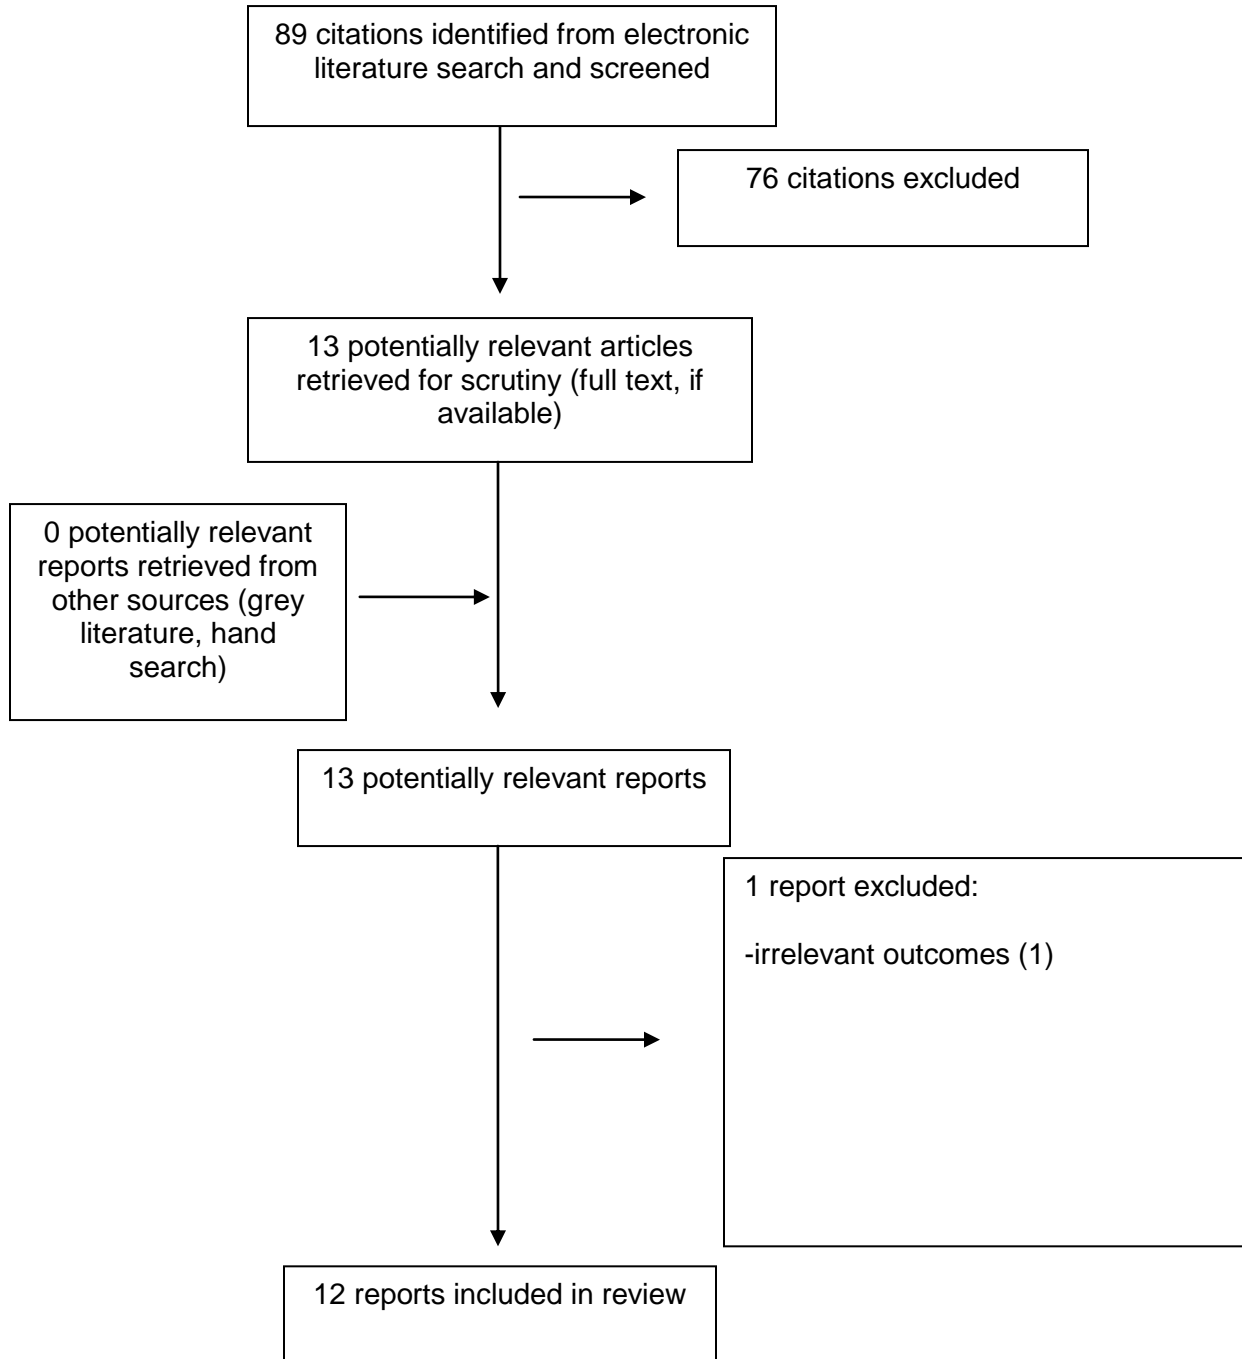 89 citations identified from electronic
literature search and screened
76 citations excluded
13 potentially relevant articles
retrieved for scrutiny (full text, if
available)
0 potentially relevant
reports retrieved from
other sources (grey
literature, hand
search)
13 potentially relevant reports
1 report excluded:
-irrelevant outcomes (1)
12 reports included in review